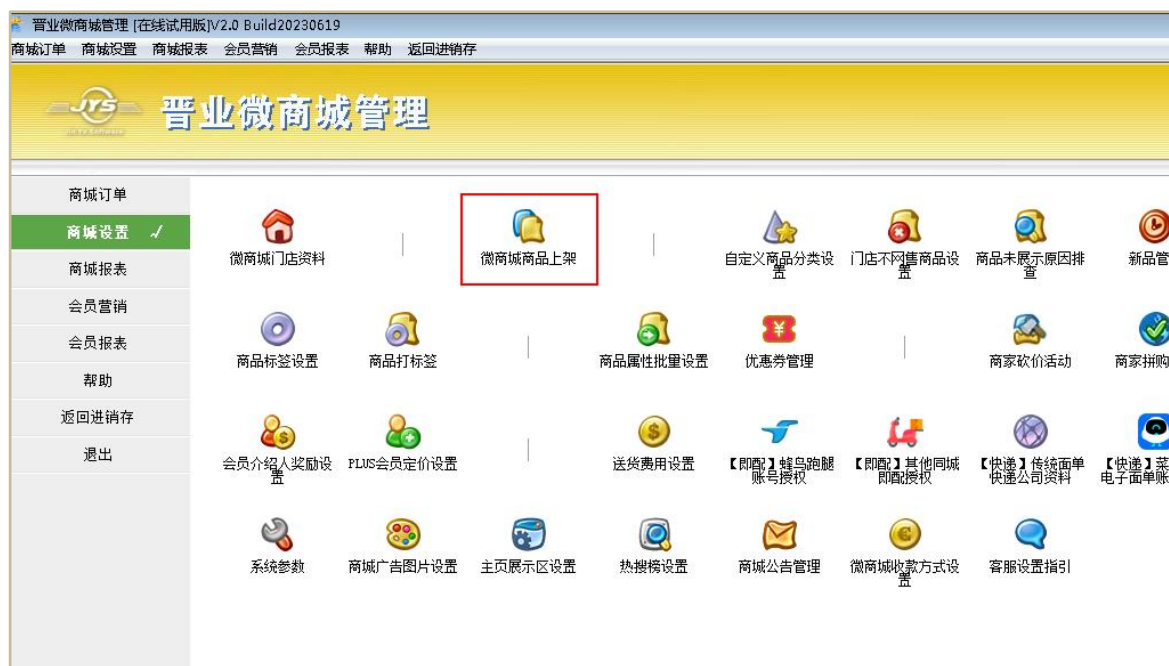 晋业微商城管理 [在线试用版]V2.0 Build20230619
商城订单 商城设置 商城报表 会员营销 会员报表 帮助 返回进销存
JYS 晋业微商城管理
商城订单
商城设置 ✓
商城报表
会员营销
会员报表
帮助
返回进销存
退出
微商城门店资料
微商城商品上架
自定义商品分类设
置
门店不网售商品设
置
商品未展示原因排
查
新品管
商品标签设置
商品打标签
商品属性批量设置
优惠券管理
商家砍价活动
商家拼购
会员介绍人奖励设
置
PLUS会员定价设置
送货费用设置
【即配】蜂鸟跑腿
账号授权
【即配】其他同城
即配授权
【快递】传统面单
快递公司资料
【快递】菜
电子面单账
系统参数
商城广告图片设置
主页展示区设置
热搜榜设置
商城公告管理
微商城收款方式设
置
客服设置指引